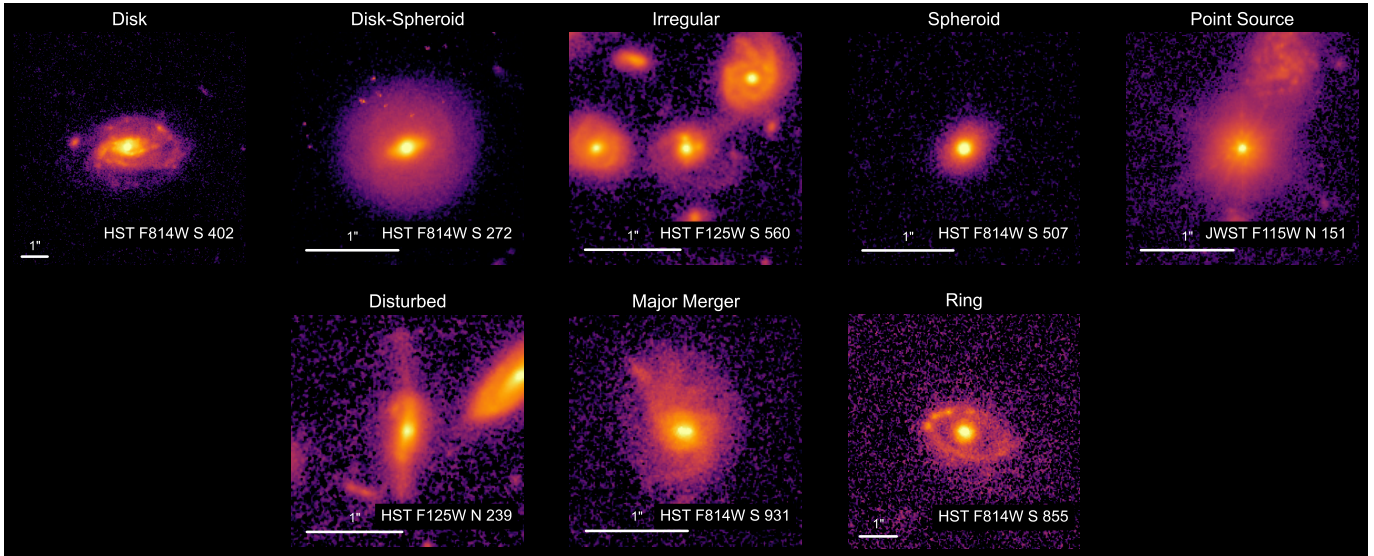 Disk
Disk-Spheroid
Irregular
Spheroid
Point Source
HST F814W S 402
1"
HST F814W S 272
1"
HST F125W S 560
1"
HST F814W S 507
1"
JWST F115W N 151
1"
Disturbed
Major Merger
Ring
HST F125W N 239
1"
HST F814W S 931
1"
HST F814W S 855
1"